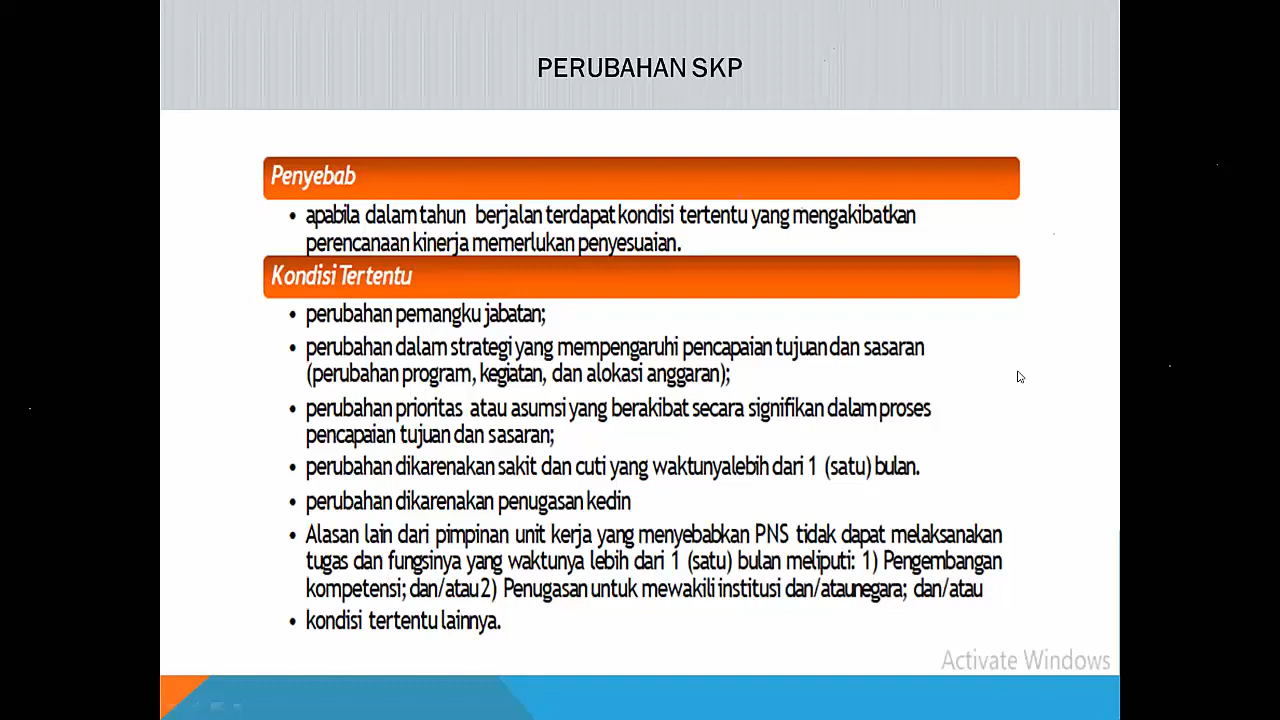 PERUBAHAN SKP
Penyebab
• apabila dalam tahun berjalan terdapat kondisi tertentu yang mengakibatkan
perencanaan kinerja memerlukan penyesuaian.
Kondisi Tertentu
• perubahan pemangku jabatan;
• perubahan dalam strategi yang mempengaruhi pencapaian tujuan dan sasaran
(perubahan program, kegiatan, dan alokasi anggaran);
• perubahan prioritas atau asumsi yang berakibat secara signifikan dalam proses
pencapaian tujuan dan sasaran;
• perubahan dikarenakan sakit dan cuti yang waktunyalebih dari 1 (satu) bulan.
• perubahan dikarenakan penugasan kedin
• Alasan lain dari pimpinan unit kerja yang menyebabkan PNS tidak dapat melaksanakan
tugas dan fungsinya yang waktunya lebih dari 1 (satu) bulan meliputi: 1) Pengembangan
kompetensi; dan/atau 2) Penugasan untuk mewakili institusi dan/ataunegara; dan/atau
• kondisi tertentu lainnya.
Activate Windows